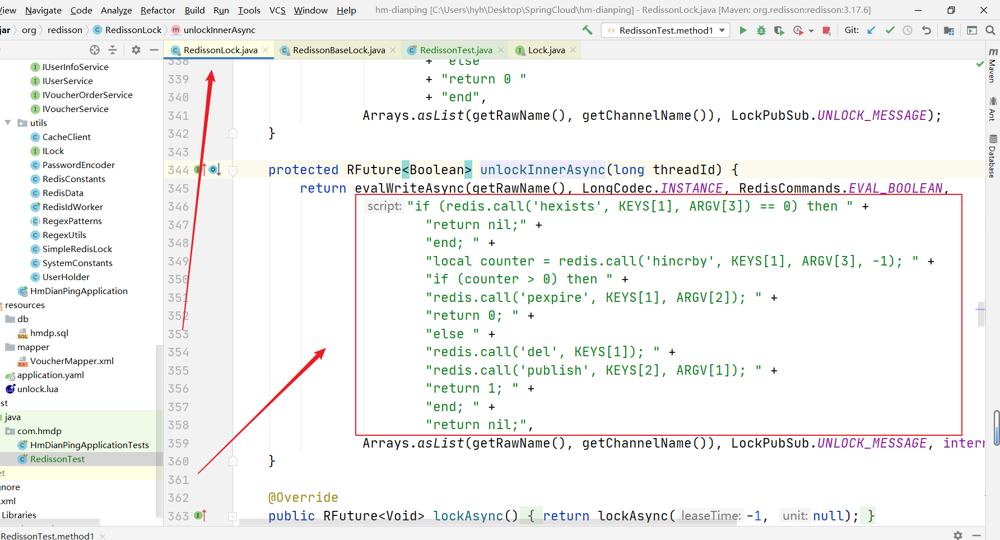 View Navigate Code Analyze Refactor Build Run Tools VCS Window Help hm-dianping [C:\Users\hyh\Desktop\SpringCloud\hm-dianping] - RedissonLock.java [Maven: org.redisson:redisson:3.17.6]
jar org redisson RedissonLock unlockInnerAsync RedissonTest.method1 Git:
RedissonLock.java RedissonBaseLock.java RedissonTest.java Lock.java
IUserInfoService
IUserService
IVoucherOrderService
IVoucherService
utils
CacheClient
ILock
PasswordEncoder
RedisConstants
RedisData
RedisIdWorker
RegexPatterns
RegexUtils
SimpleRedisLock
SystemConstants
UserHolder
HmDianPingApplication
resources
db
hmdp.sql
mapper
VoucherMapper.xml
application.yaml
unlock.lua
est
java
com.hmdp
HmDianPingApplicationTests
RedissonTest
et
gnore
.xml
Libraries
338 + "else
339 + "return 0 "
340 + "end",
341 Arrays.asList(getRawName(), getChannelName()), LockPubSub.UNLOCK_MESSAGE);
342 }
343
344 protected RFuture<Boolean> unlockInnerAsync(long threadId) {
345 return evalWriteAsync(getRawName(), LongCodec.INSTANCE, RedisCommands.EVAL_BOOLEAN,
346 script: "if (redis.call('hexists', KEYS[1], ARGV[3]) == 0) then " +
347 "return nil;" +
348 "end; " +
349 "local counter = redis.call('hincrby', KEYS[1], ARGV[3], -1); " +
350 "if (counter > 0) then " +
351 "redis.call('pexpire', KEYS[1], ARGV[2]); " +
352 "return 0; " +
353 "else " +
354 "redis.call('del', KEYS[1]); " +
355 "redis.call('publish', KEYS[2], ARGV[1]); " +
356 "return 1; " +
357 "end; " +
358 "return nil;",
359 Arrays.asList(getRawName(), getChannelName()), LockPubSub.UNLOCK_MESSAGE, intern
360 }
361
362 @Override
363 public RFuture<Void> lockAsync() { return lockAsync( leaseTime: -1, unit: null); }
Maven
Ant
Database
RedissonTest.method1